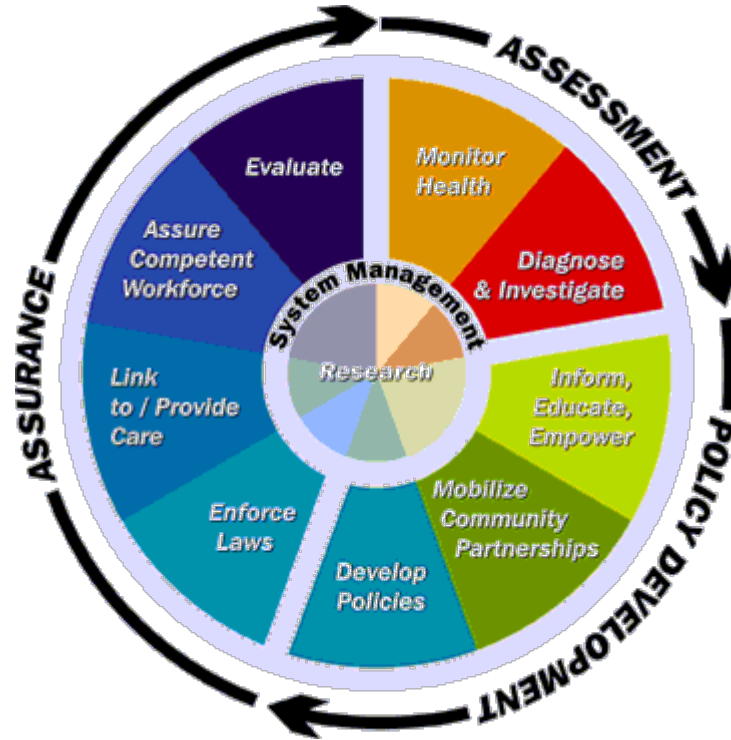 ASSESSMENT
Monitor
Health
Diagnose
& Investigate
POLICY DEVELOPMENT
Inform,
Educate,
Empower
Mobilize
Community
Partnerships
Develop
Policies
ASSURANCE
Enforce
Laws
Link
to / Provide
Care
Assure
Competent
Workforce
Evaluate
System Management
Research